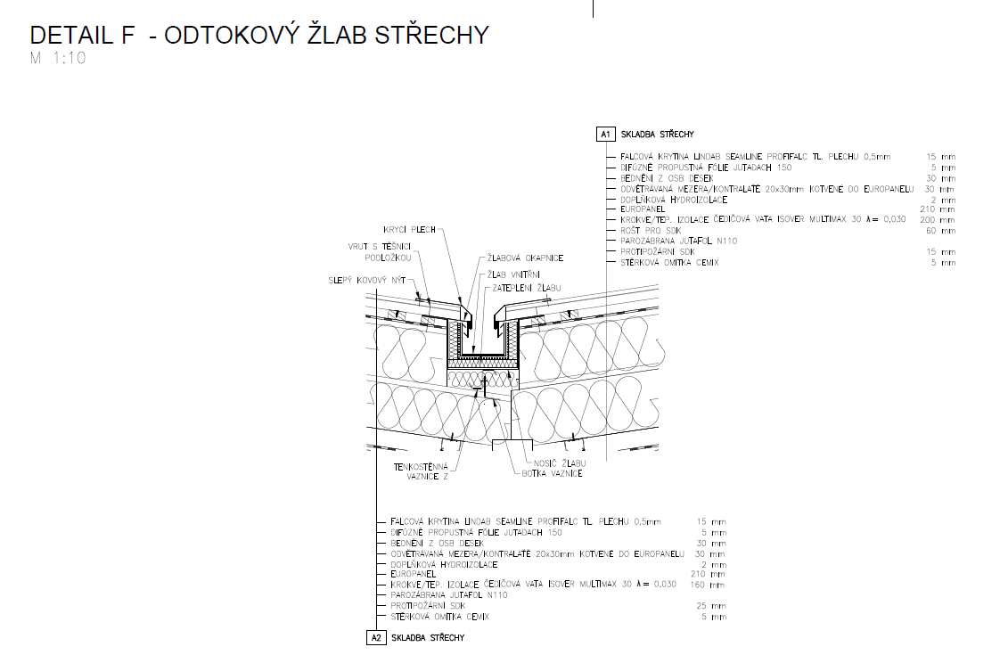 DETAIL F - ODTOKOVÝ ŽLAB STŘECHY
M 1:10
A1 SKLADBA STŘECHY
FALCOVÁ KRYTINA LINDAB SEAMLINE PROFIFALC TL. PLECHU 0,5mm 15 mm
DIFÚZNĚ PROPUSTNÁ FÓLIE JUTADACH 150 5 mm
BEDNĚNÍ Z OSB DESEK 30 mm
ODVĚTRÁVANÁ MEZERA/KONTRALATĚ 20x30mm KOTVENÉ DO EUROPANELU 30 mm
DOPLŇKOVÁ HYDROIZOLACE 2 mm
EUROPANEL 210 mm
KROKVE/TEP. IZOLACE ČEDIČOVÁ VATA ISOVER MULTIMAX 30 λ = 0,030 200 mm
ROŠT PRO SDK 60 mm
PAROZÁBRANA JUTAFOL N110
PROTIPOŽÁRNÍ SDK 15 mm
STĚRKOVÁ OMÍTKA CEMIX 5 mm
KRYCÍ PLECH
VRUT S TĚSNICÍ
PODLOŽKOU
SLEPÝ KOVOVÝ NÝT
ŽLABOVÁ OKAPNICE
ŽLAB VNITŘNÍ
ZATEPLENÍ ŽLABU
TENKOSTĚNNÁ
VAZNICE Z
NOSIČ ŽLABU
BOTKA VAZNICE
FALCOVÁ KRYTINA LINDAB SEAMLINE PROFIFALC TL. PLECHU 0,5mm 15 mm
DIFÚZNĚ PROPUSTNÁ FÓLIE JUTADACH 150 5 mm
BEDNĚNÍ Z OSB DESEK 30 mm
ODVĚTRÁVANÁ MEZERA/KONTRALATĚ 20x30mm KOTVENÉ DO EUROPANELU 30 mm
DOPLŇKOVÁ HYDROIZOLACE 2 mm
EUROPANEL 210 mm
KROKVE/TEP. IZOLACE ČEDIČOVÁ VATA ISOVER MULTIMAX 30 λ = 0,030 160 mm
PAROZÁBRANA JUTAFOL N110
PROTIPOŽÁRNÍ SDK 25 mm
STĚRKOVÁ OMÍTKA CEMIX 5 mm
A2 SKLADBA STŘECHY